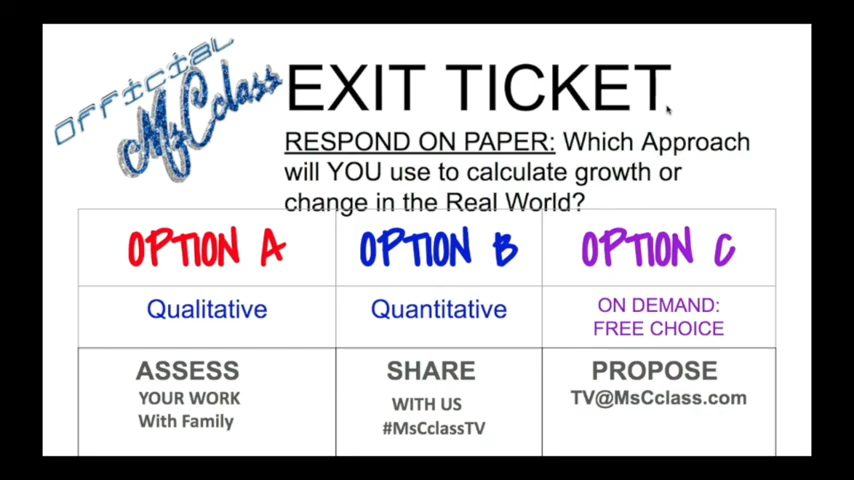 OFFICIAL
MsCclass
EXIT TICKET
RESPOND ON PAPER: Which Approach
will YOU use to calculate growth or
change in the Real World?
OPTION A
OPTION B
OPTION C
Qualitative
Quantitative
ON DEMAND:
FREE CHOICE
ASSESS
YOUR WORK
With Family
SHARE
WITH US
#MsCclassTV
PROPOSE
TV@MsCclass.com